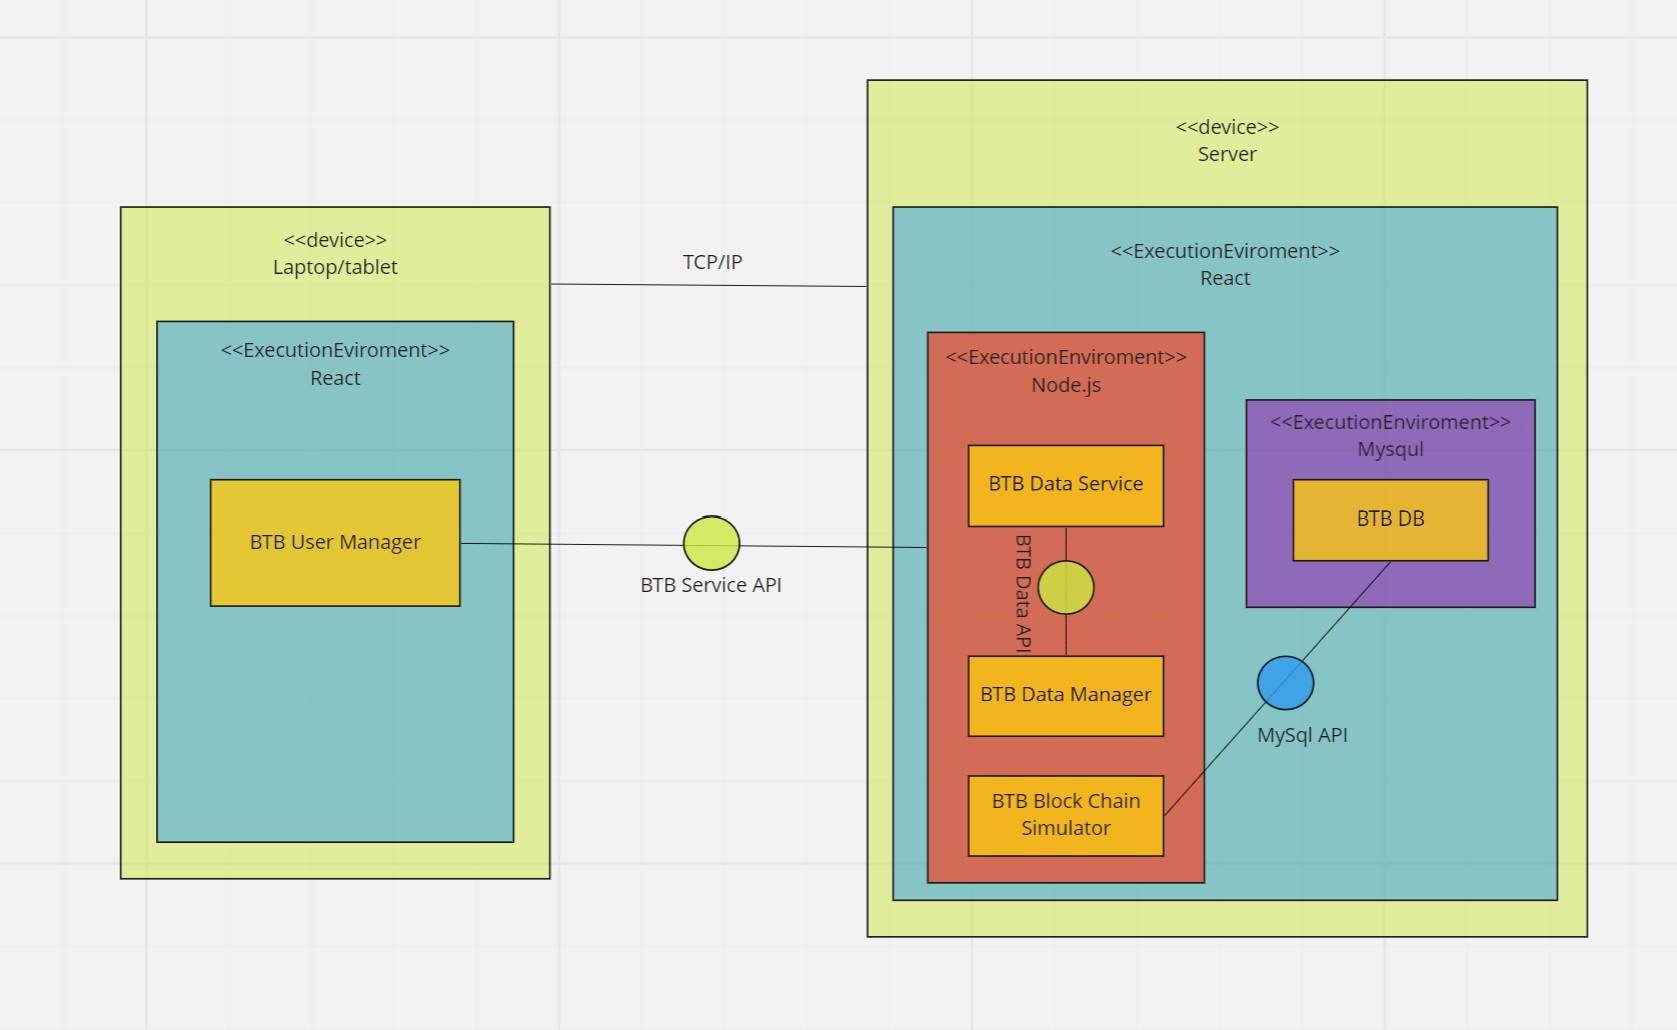 <<device>>
Laptop/tablet
<<ExecutionEviroment>>
React
BTB User Manager
TCP/IP
BTB Service API
<<device>>
Server
<<ExecutionEviroment>>
React
<<ExecutionEnviroment>>
Node.js
BTB Data Service
BTB Data API
BTB Data Manager
BTB Block Chain
Simulator
<<ExecutionEnviroment>>
Mysqul
BTB DB
MySql API